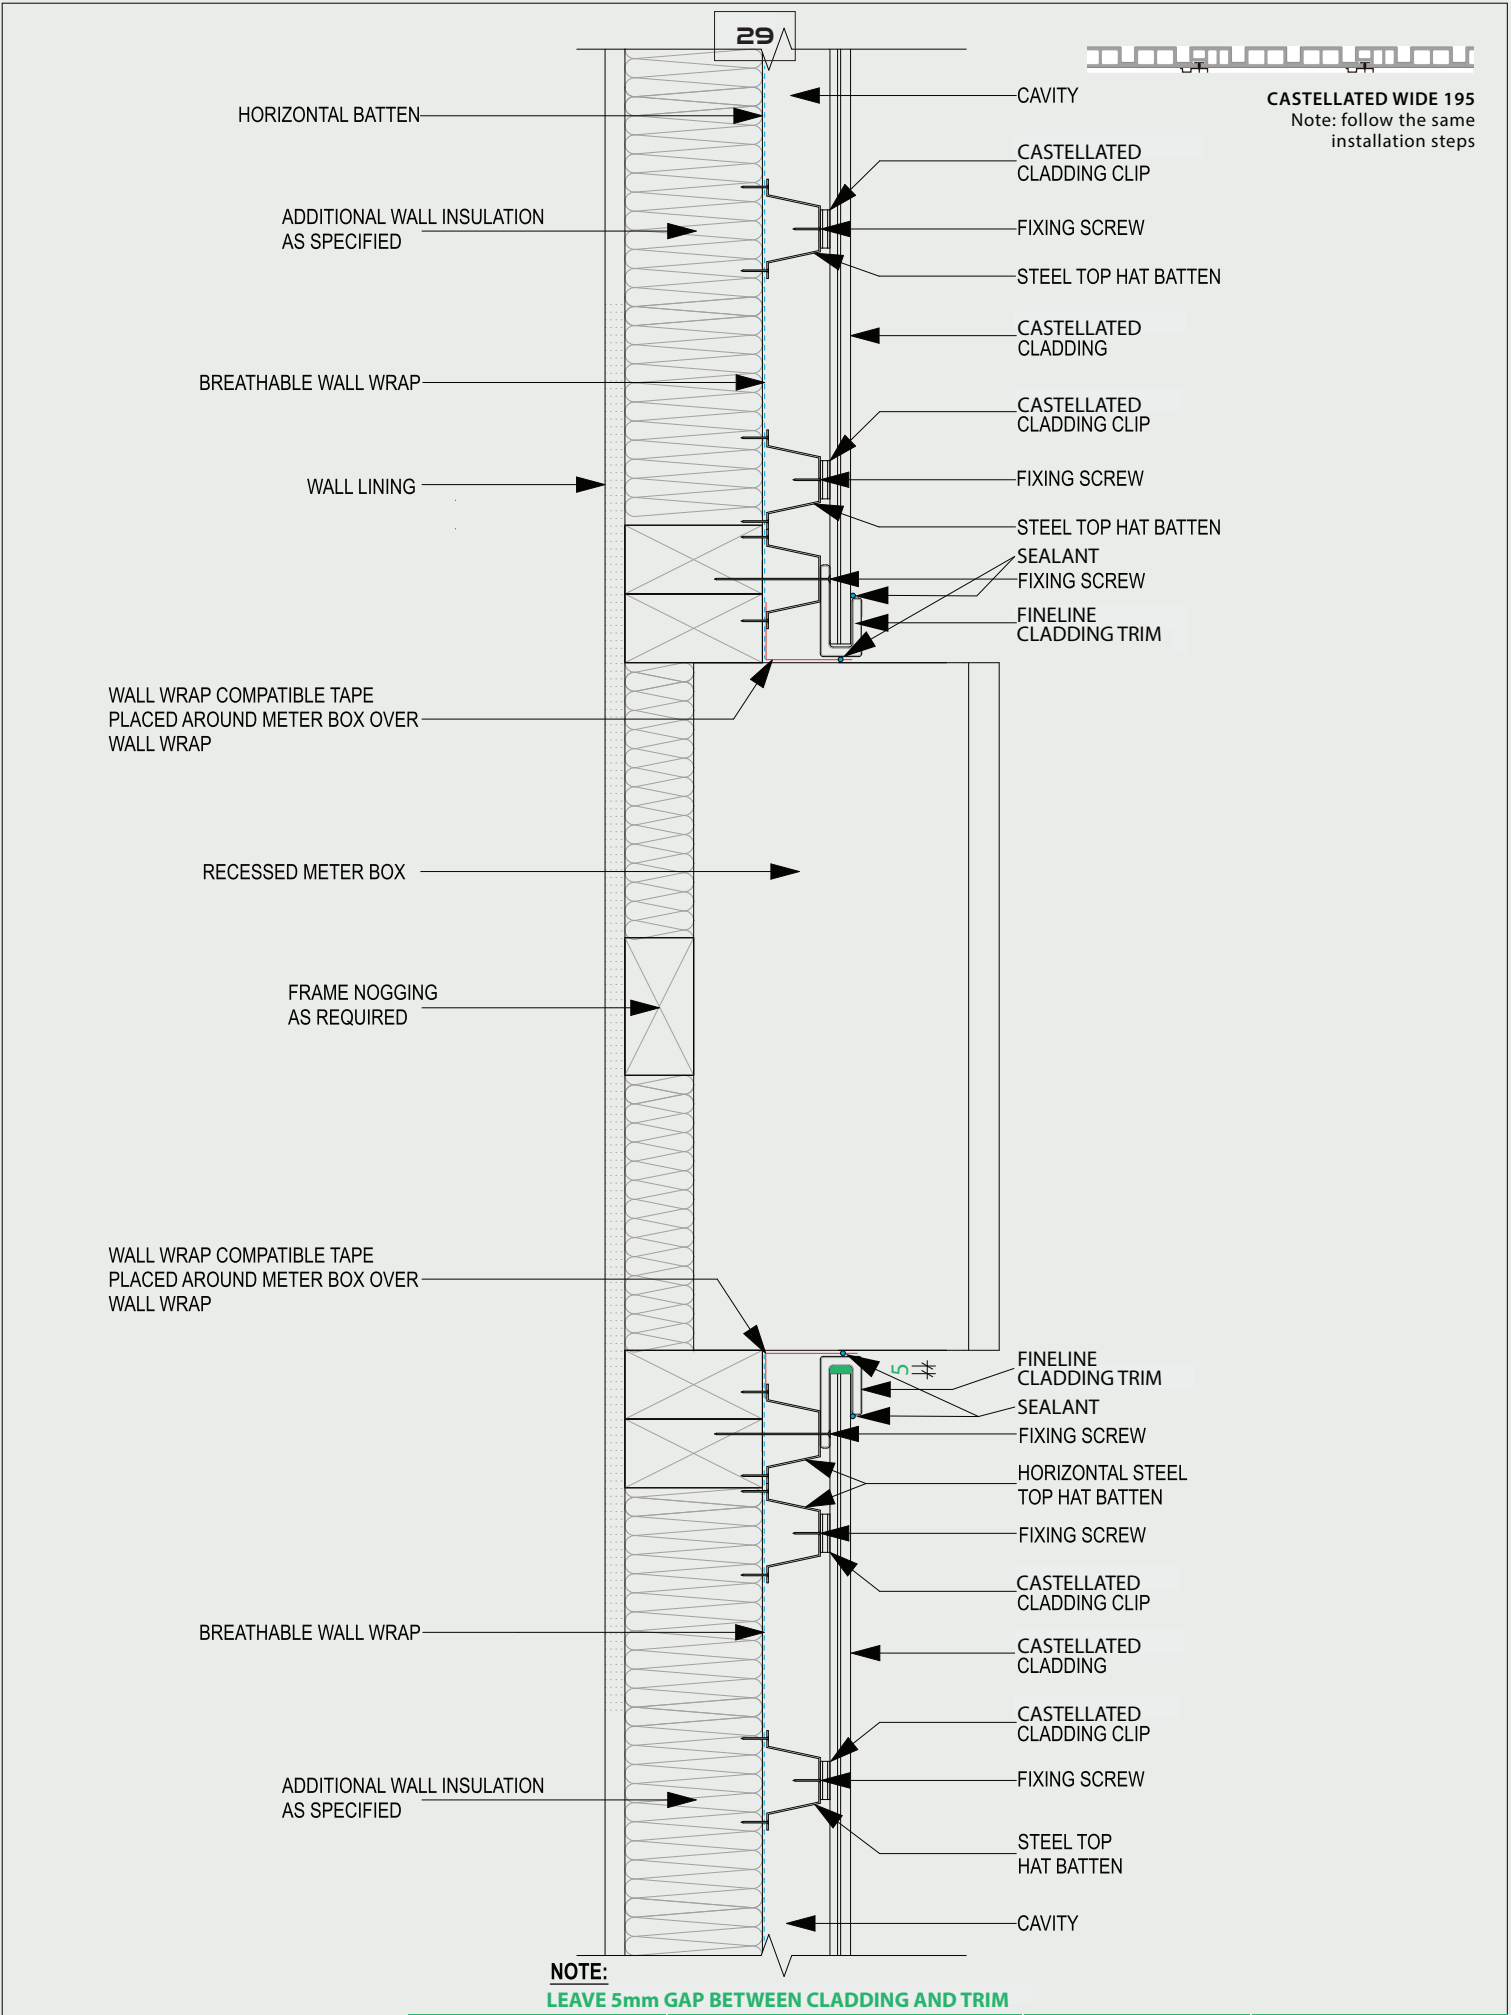 29
CASTELLATED WIDE 195
Note: follow the same
installation steps
HORIZONTAL BATTEN
CAVITY
CASTELLATED
CLADDING CLIP
ADDITIONAL WALL INSULATION
AS SPECIFIED
FIXING SCREW
STEEL TOP HAT BATTEN
CASTELLATED
CLADDING
BREATHABLE WALL WRAP
CASTELLATED
CLADDING CLIP
WALL LINING
FIXING SCREW
STEEL TOP HAT BATTEN
SEALANT
FIXING SCREW
FINELINE
CLADDING TRIM
WALL WRAP COMPATIBLE TAPE
PLACED AROUND METER BOX OVER
WALL WRAP
RECESSED METER BOX
FRAME NOGGING
AS REQUIRED
WALL WRAP COMPATIBLE TAPE
PLACED AROUND METER BOX OVER
WALL WRAP
5
FINELINE
CLADDING TRIM
SEALANT
FIXING SCREW
HORIZONTAL STEEL
TOP HAT BATTEN
FIXING SCREW
CASTELLATED
CLADDING CLIP
BREATHABLE WALL WRAP
CASTELLATED
CLADDING
CASTELLATED
CLADDING CLIP
ADDITIONAL WALL INSULATION
AS SPECIFIED
FIXING SCREW
STEEL TOP
HAT BATTEN
CAVITY
NOTE:
LEAVE 5mm GAP BETWEEN CLADDING AND TRIM